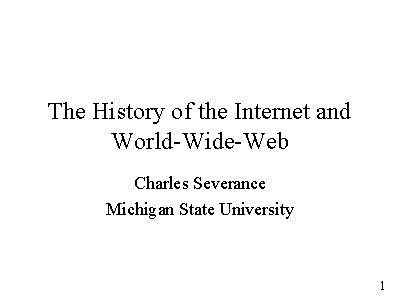 The History of the Internet and
World-Wide-Web
Charles Severance
Michigan State University
1